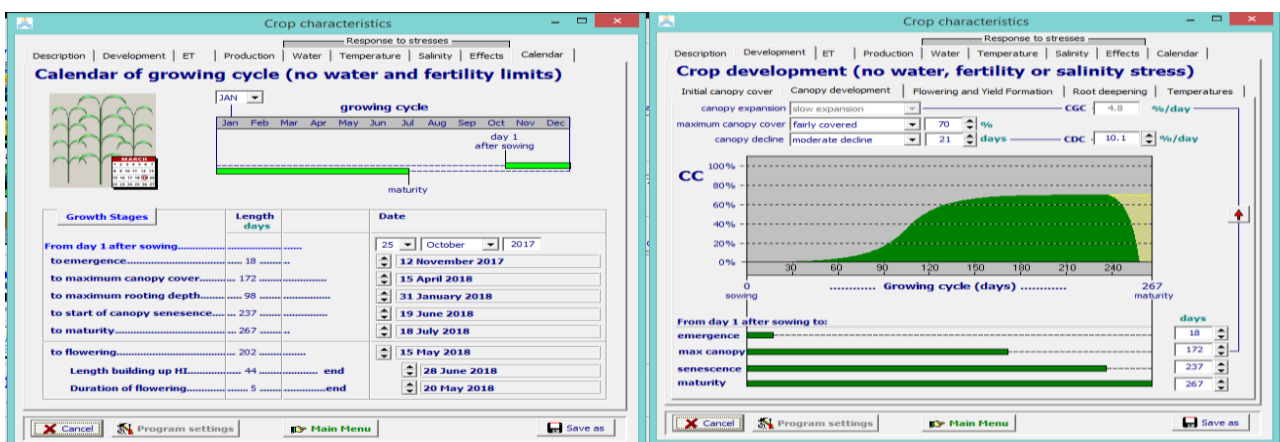 Crop characteristics
Response to stresses
Description Development ET Production Water Temperature Salinity Effects Calendar
Calendar of growing cycle (no water and fertility limits)
JAN
growing cycle
Jan Feb Mar Apr May Jun Jul Aug Sep Oct Nov Dec
day 1
after sowing
maturity
MARCH
Growth Stages Length days Date
From day 1 after sowing 25 October 2017
to emergence 18 12 November 2017
to maximum canopy cover 172 15 April 2018
to maximum rooting depth 98 31 January 2018
to start of canopy senesence 237 19 June 2018
to maturity 267 18 July 2018
to flowering 202 15 May 2018
Length building up HI 44 end 28 June 2018
Duration of flowering 5 end 20 May 2018
Cancel Program settings Main Menu Save as
Crop characteristics
Response to stresses
Description Development ET Production Water Temperature Salinity Effects Calendar
Crop development (no water, fertility or salinity stress)
Initial canopy cover Canopy development Flowering and Yield Formation Root deepening Temperatures
canopy expansion slow expansion CGC 4.8 %/day
maximum canopy cover fairly covered 70 %
canopy decline moderate decline 21 days CDC 10.1 %/day
CC
100%
80%
60%
40%
20%
0%
30 60 90 120 150 180 210 240
0 Growing cycle (days) 267
sowing maturity
From day 1 after sowing to: days
emergence 18
max canopy 172
senescence 237
maturity 267
Cancel Program settings Main Menu Save as